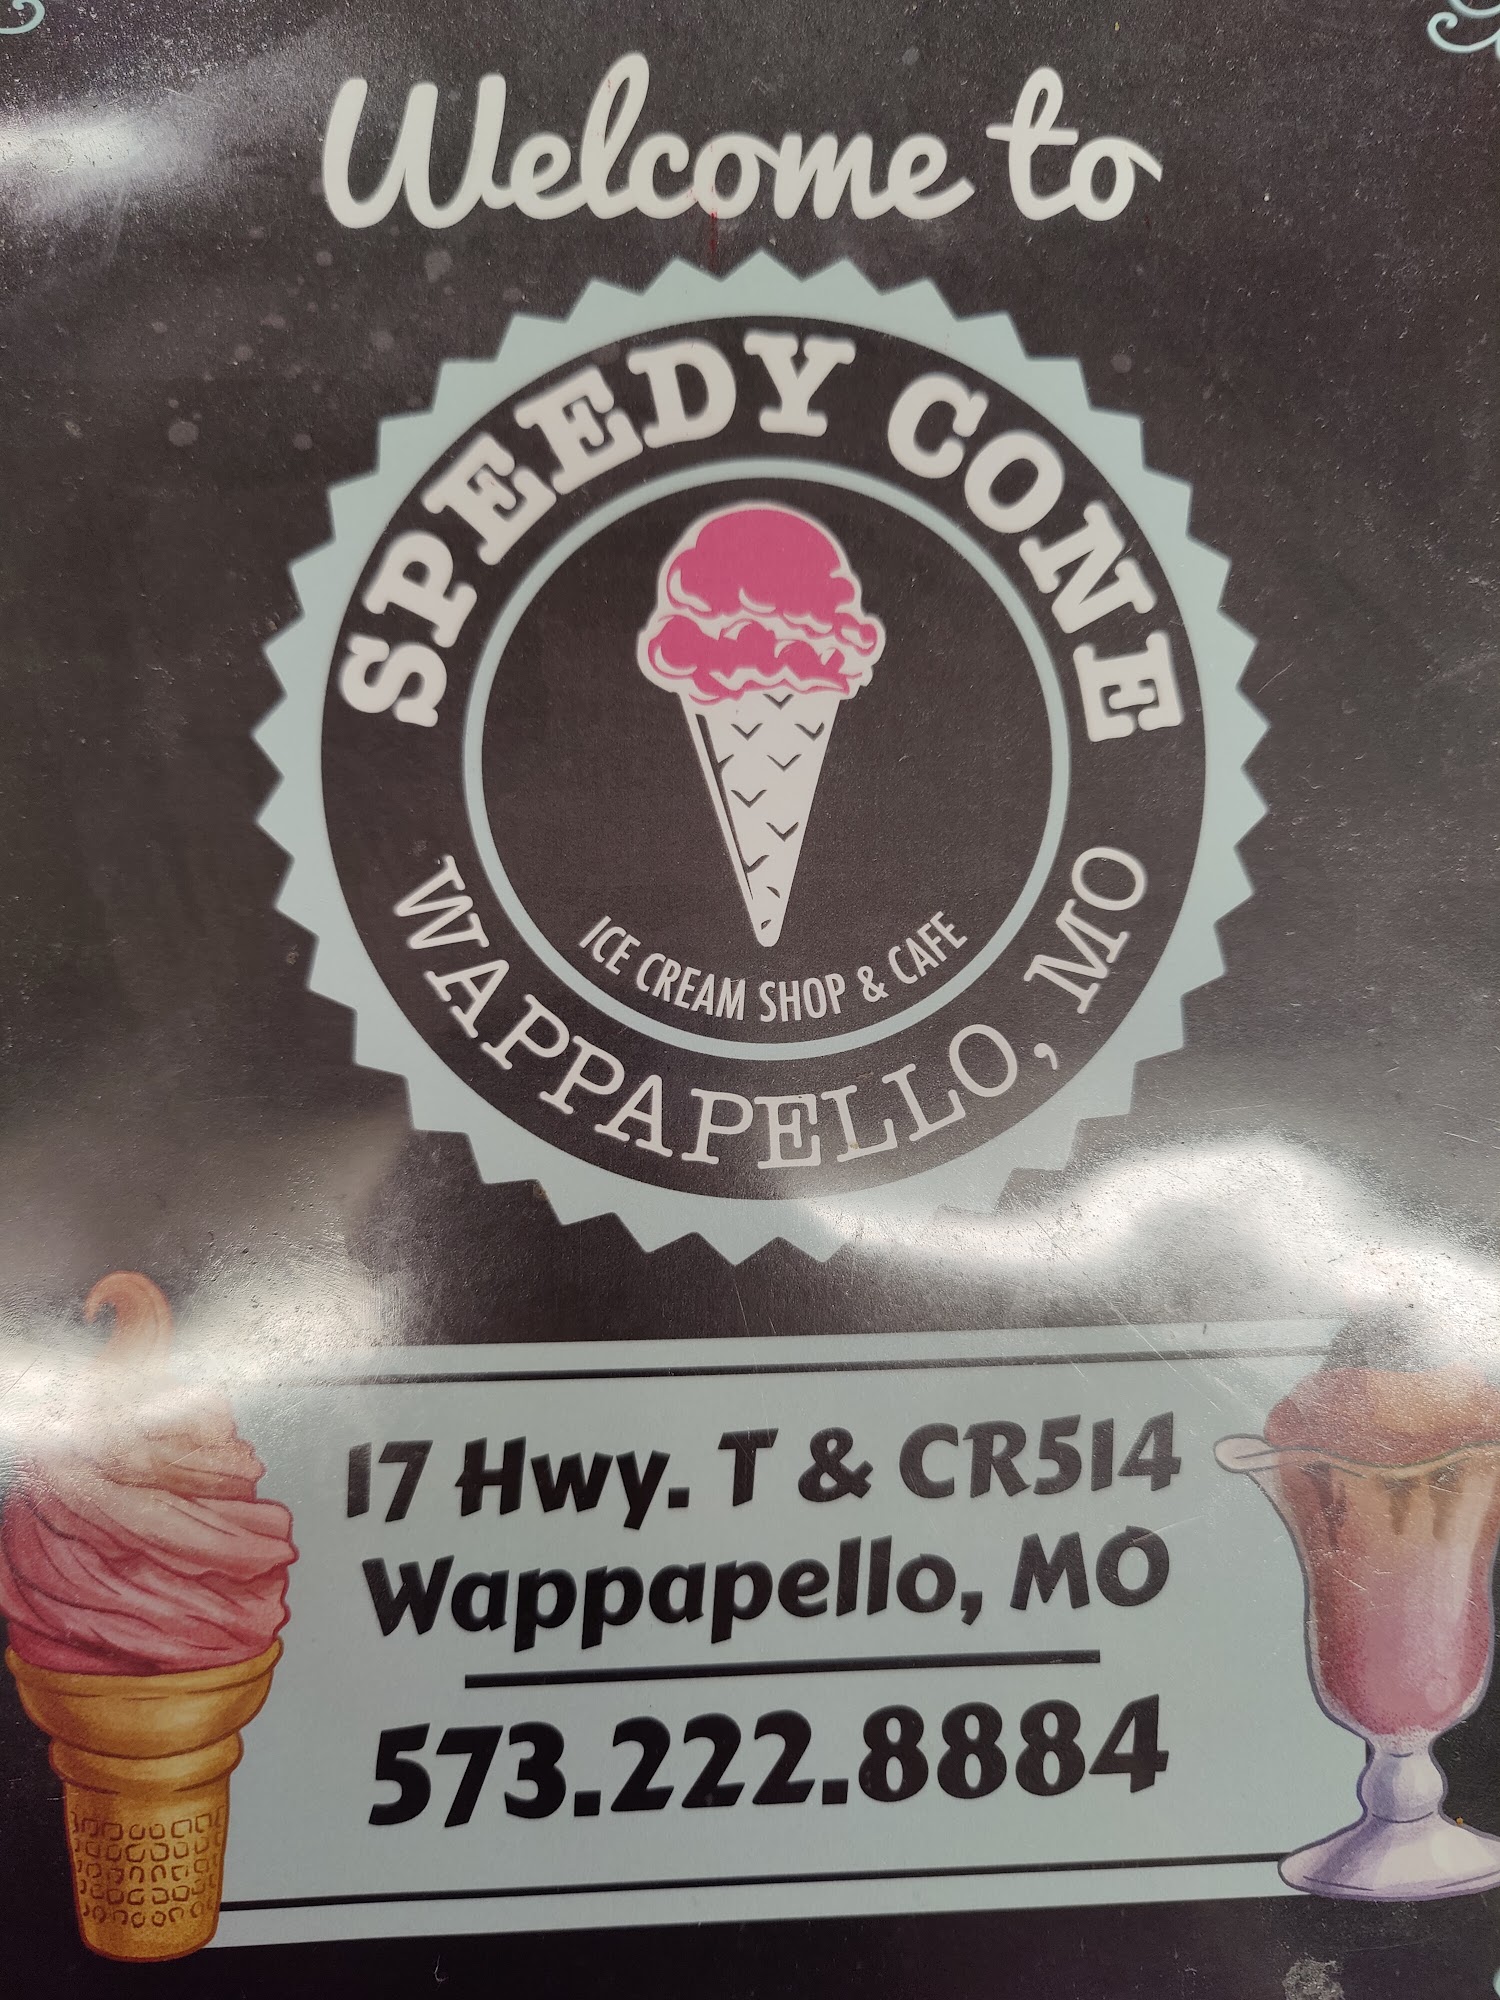 Welcome to
SPEEDY CONE
ICE CREAM SHOP & CAFE
WAPPAPELLO, MO
17 Hwy. T & CR514
Wappapello, MO
573.222.8884